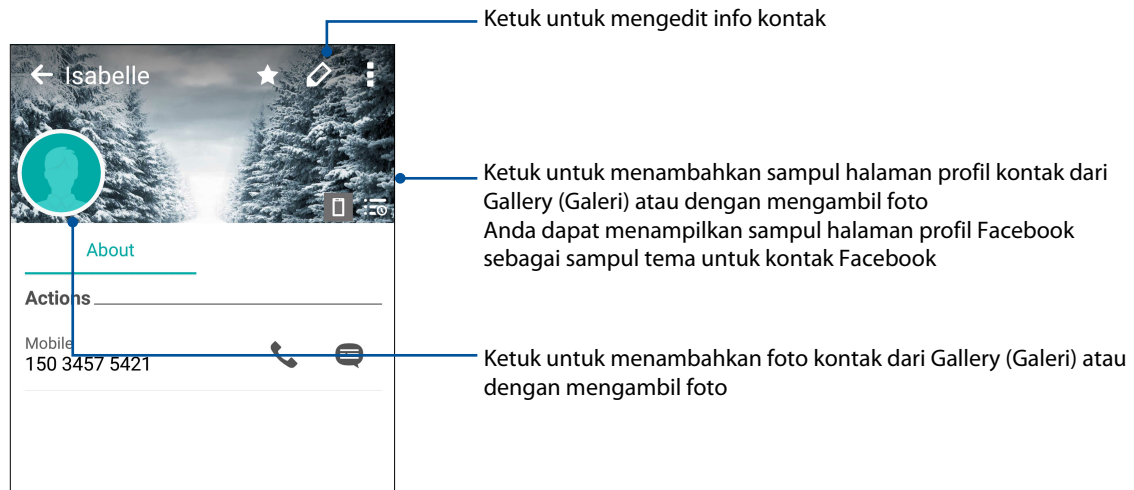 Ketuk untuk mengedit info kontak
Isabelle
Ketuk untuk menambahkan sampul halaman profil kontak dari
Gallery (Galeri) atau dengan mengambil foto
Anda dapat menampilkan sampul halaman profil Facebook
sebagai sampul tema untuk kontak Facebook
About
Actions
Mobile
150 3457 5421
Ketuk untuk menambahkan foto kontak dari Gallery (Galeri) atau
dengan mengambil foto